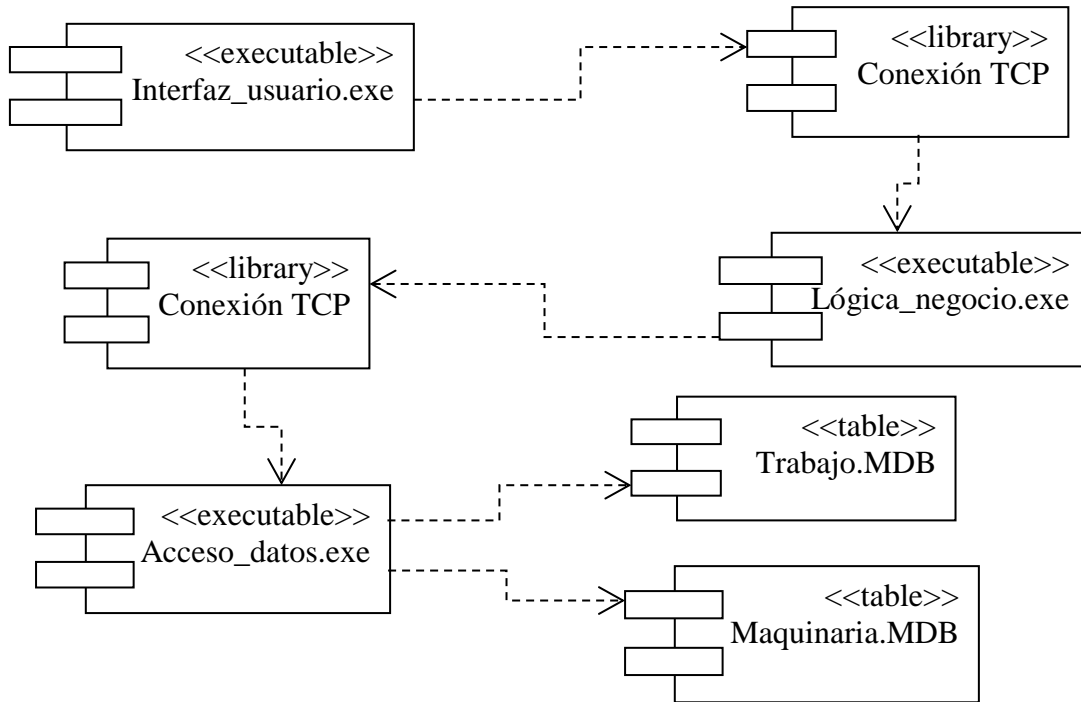 <<executable>>
Interfaz_usuario.exe
<<library>>
Conexión TCP
<<library>>
Conexión TCP
<<executable>>
Lógica_negocio.exe
<<table>>
Trabajo.MDB
<<executable>>
Acceso_datos.exe
<<table>>
Maquinaria.MDB